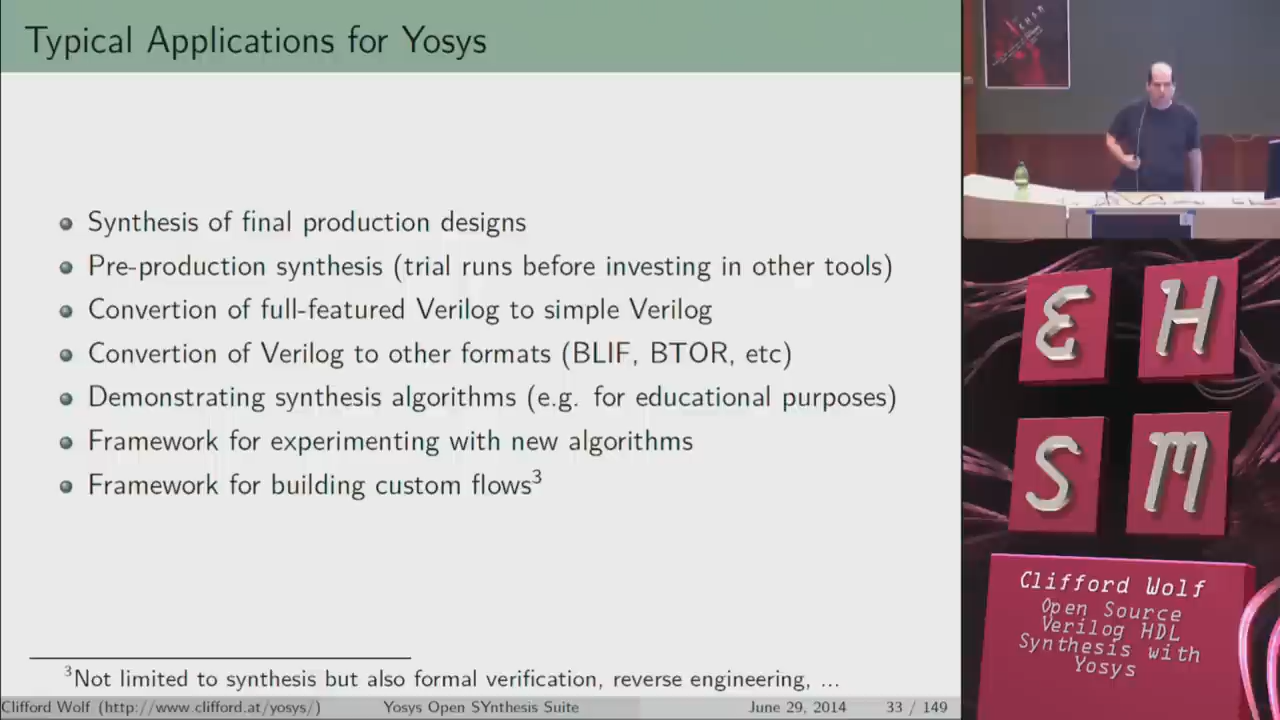 Typical Applications for Yosys
Synthesis of final production designs
Pre-production synthesis (trial runs before investing in other tools)
Convertion of full-featured Verilog to simple Verilog
Convertion of Verilog to other formats (BLIF, BTOR, etc)
Demonstrating synthesis algorithms (e.g. for educational purposes)
Framework for experimenting with new algorithms
Framework for building custom flows³
³Not limited to synthesis but also formal verification, reverse engineering, ...
Clifford Wolf (http://www.clifford.at/yosys/) Yosys Open SYnthesis Suite June 29, 2014 33 / 149
E H
S M
Clifford Wolf
Open Source
Verilog HDL
Synthesis with
Yosys